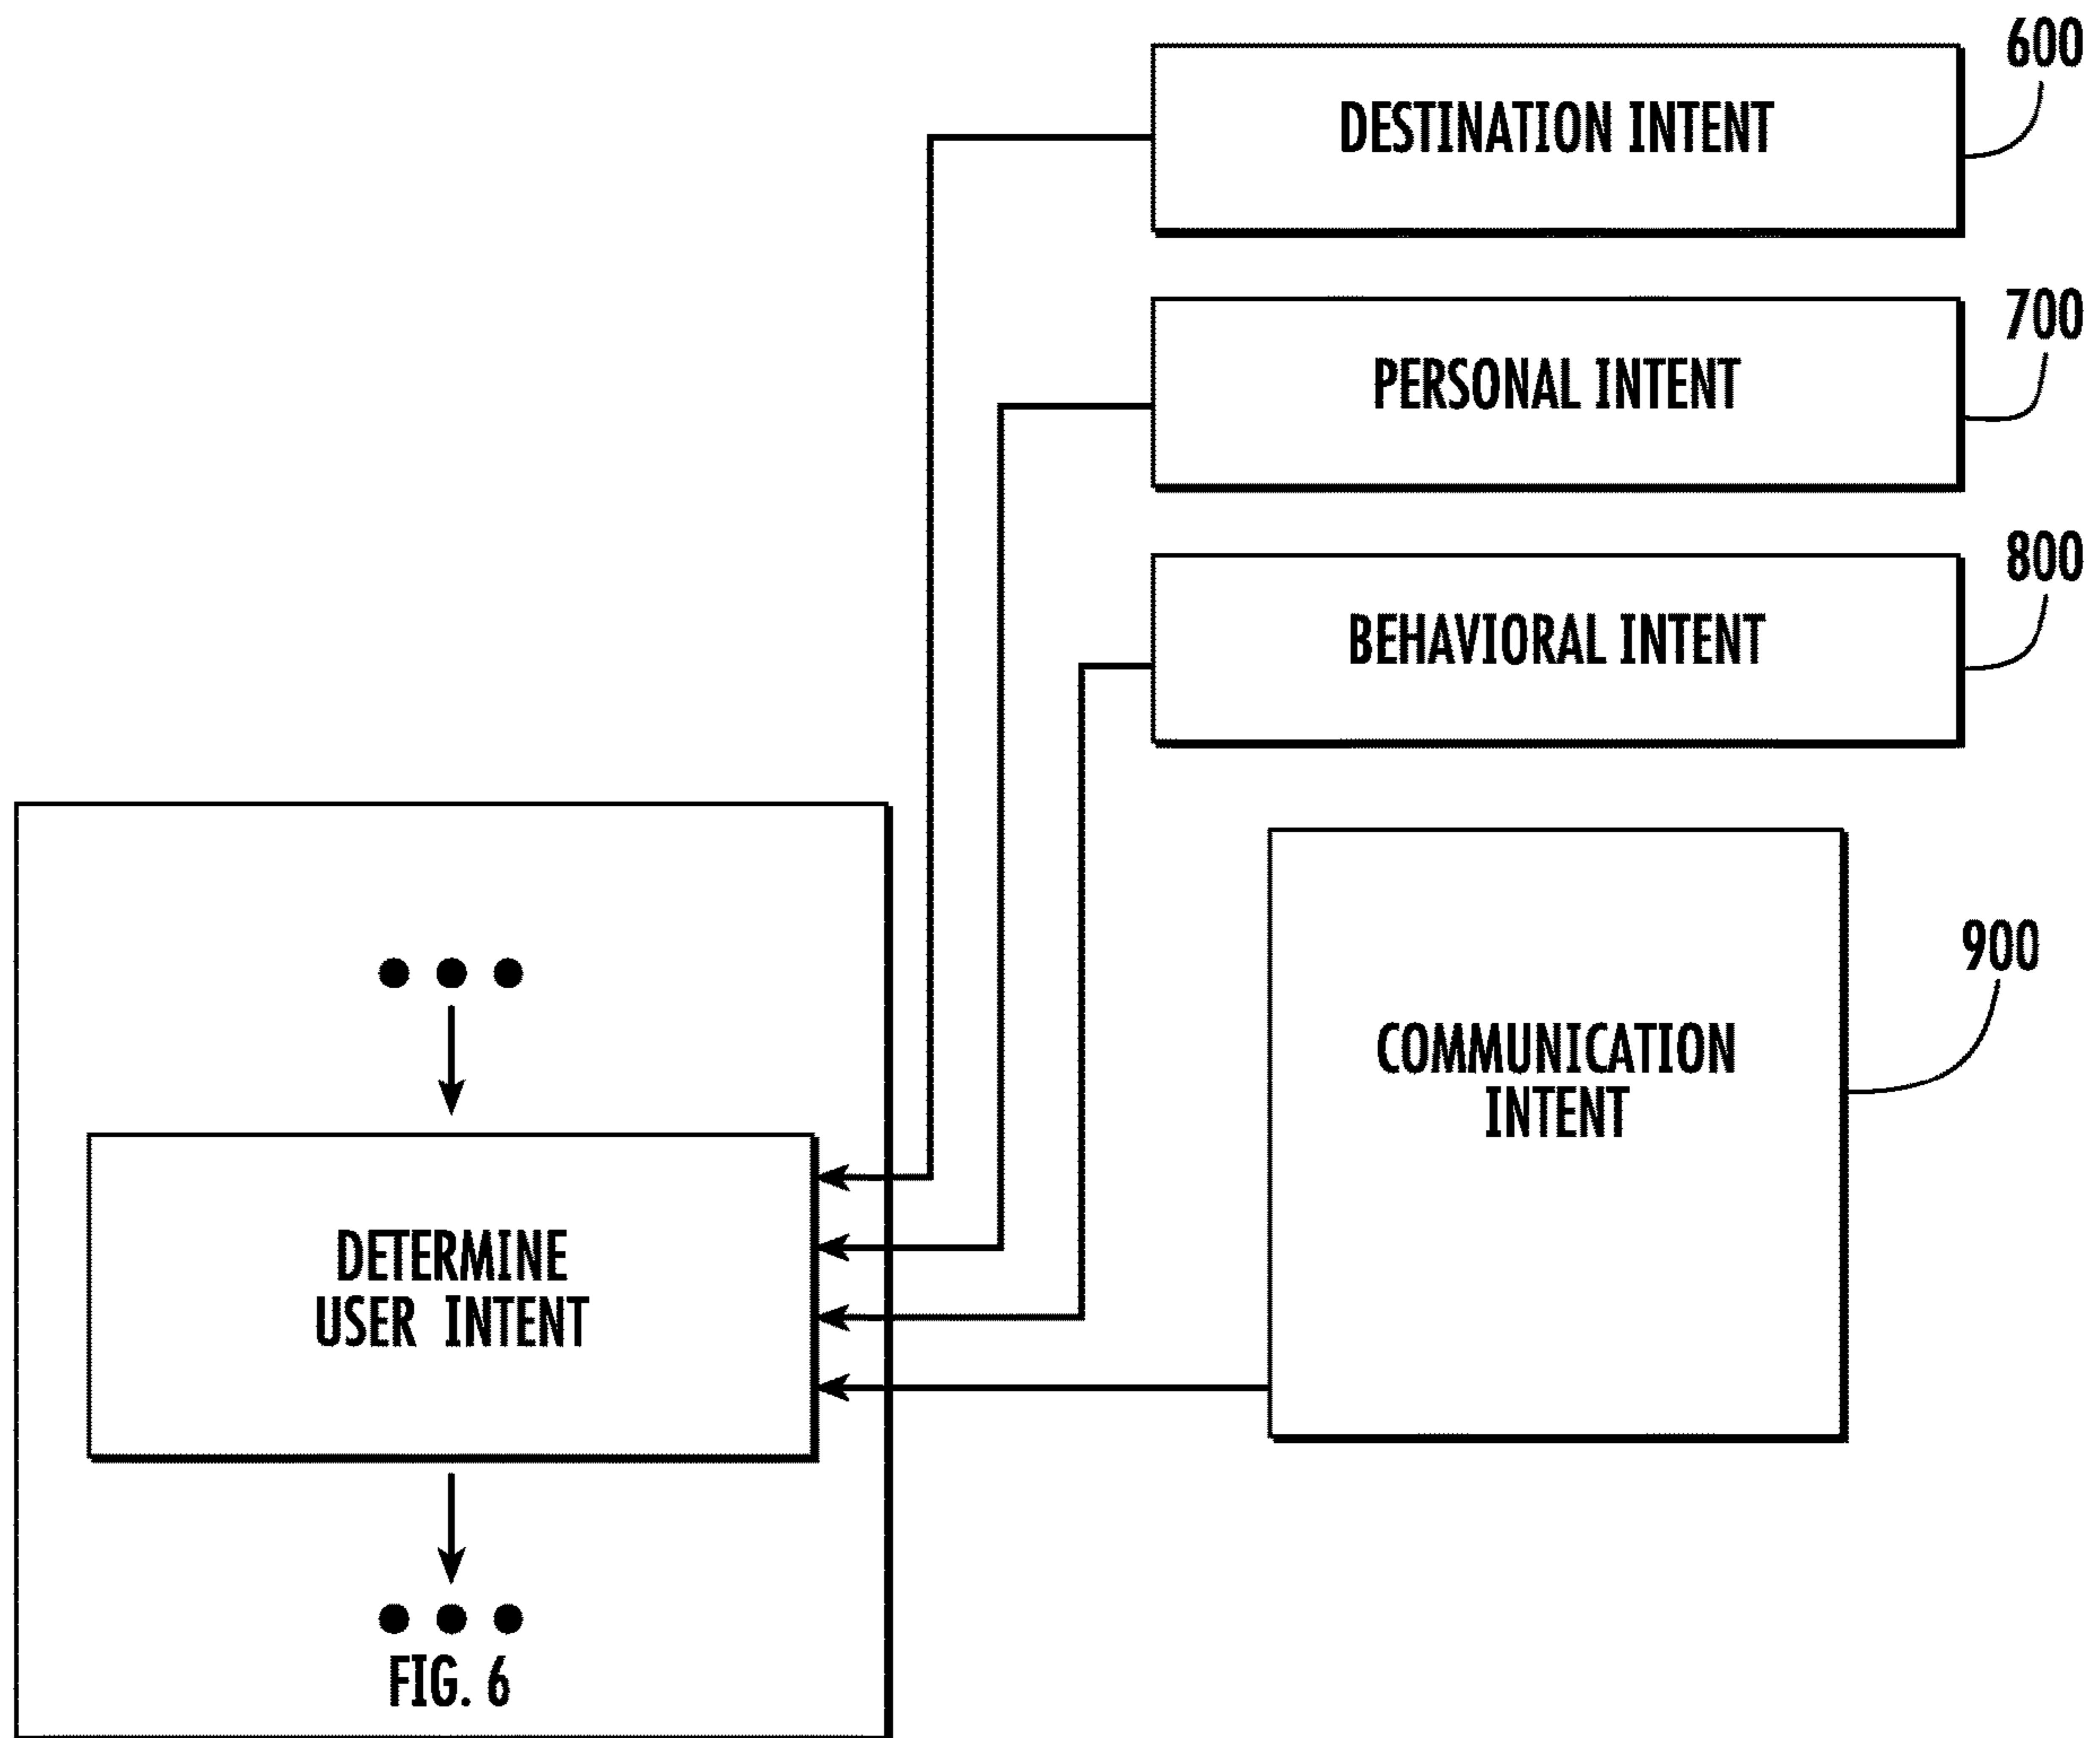 600
DESTINATION INTENT
700
PERSONAL INTENT
800
BEHAVIORAL INTENT
900
COMMUNICATION
INTENT
DETERMINE
USER INTENT
FIG. 6